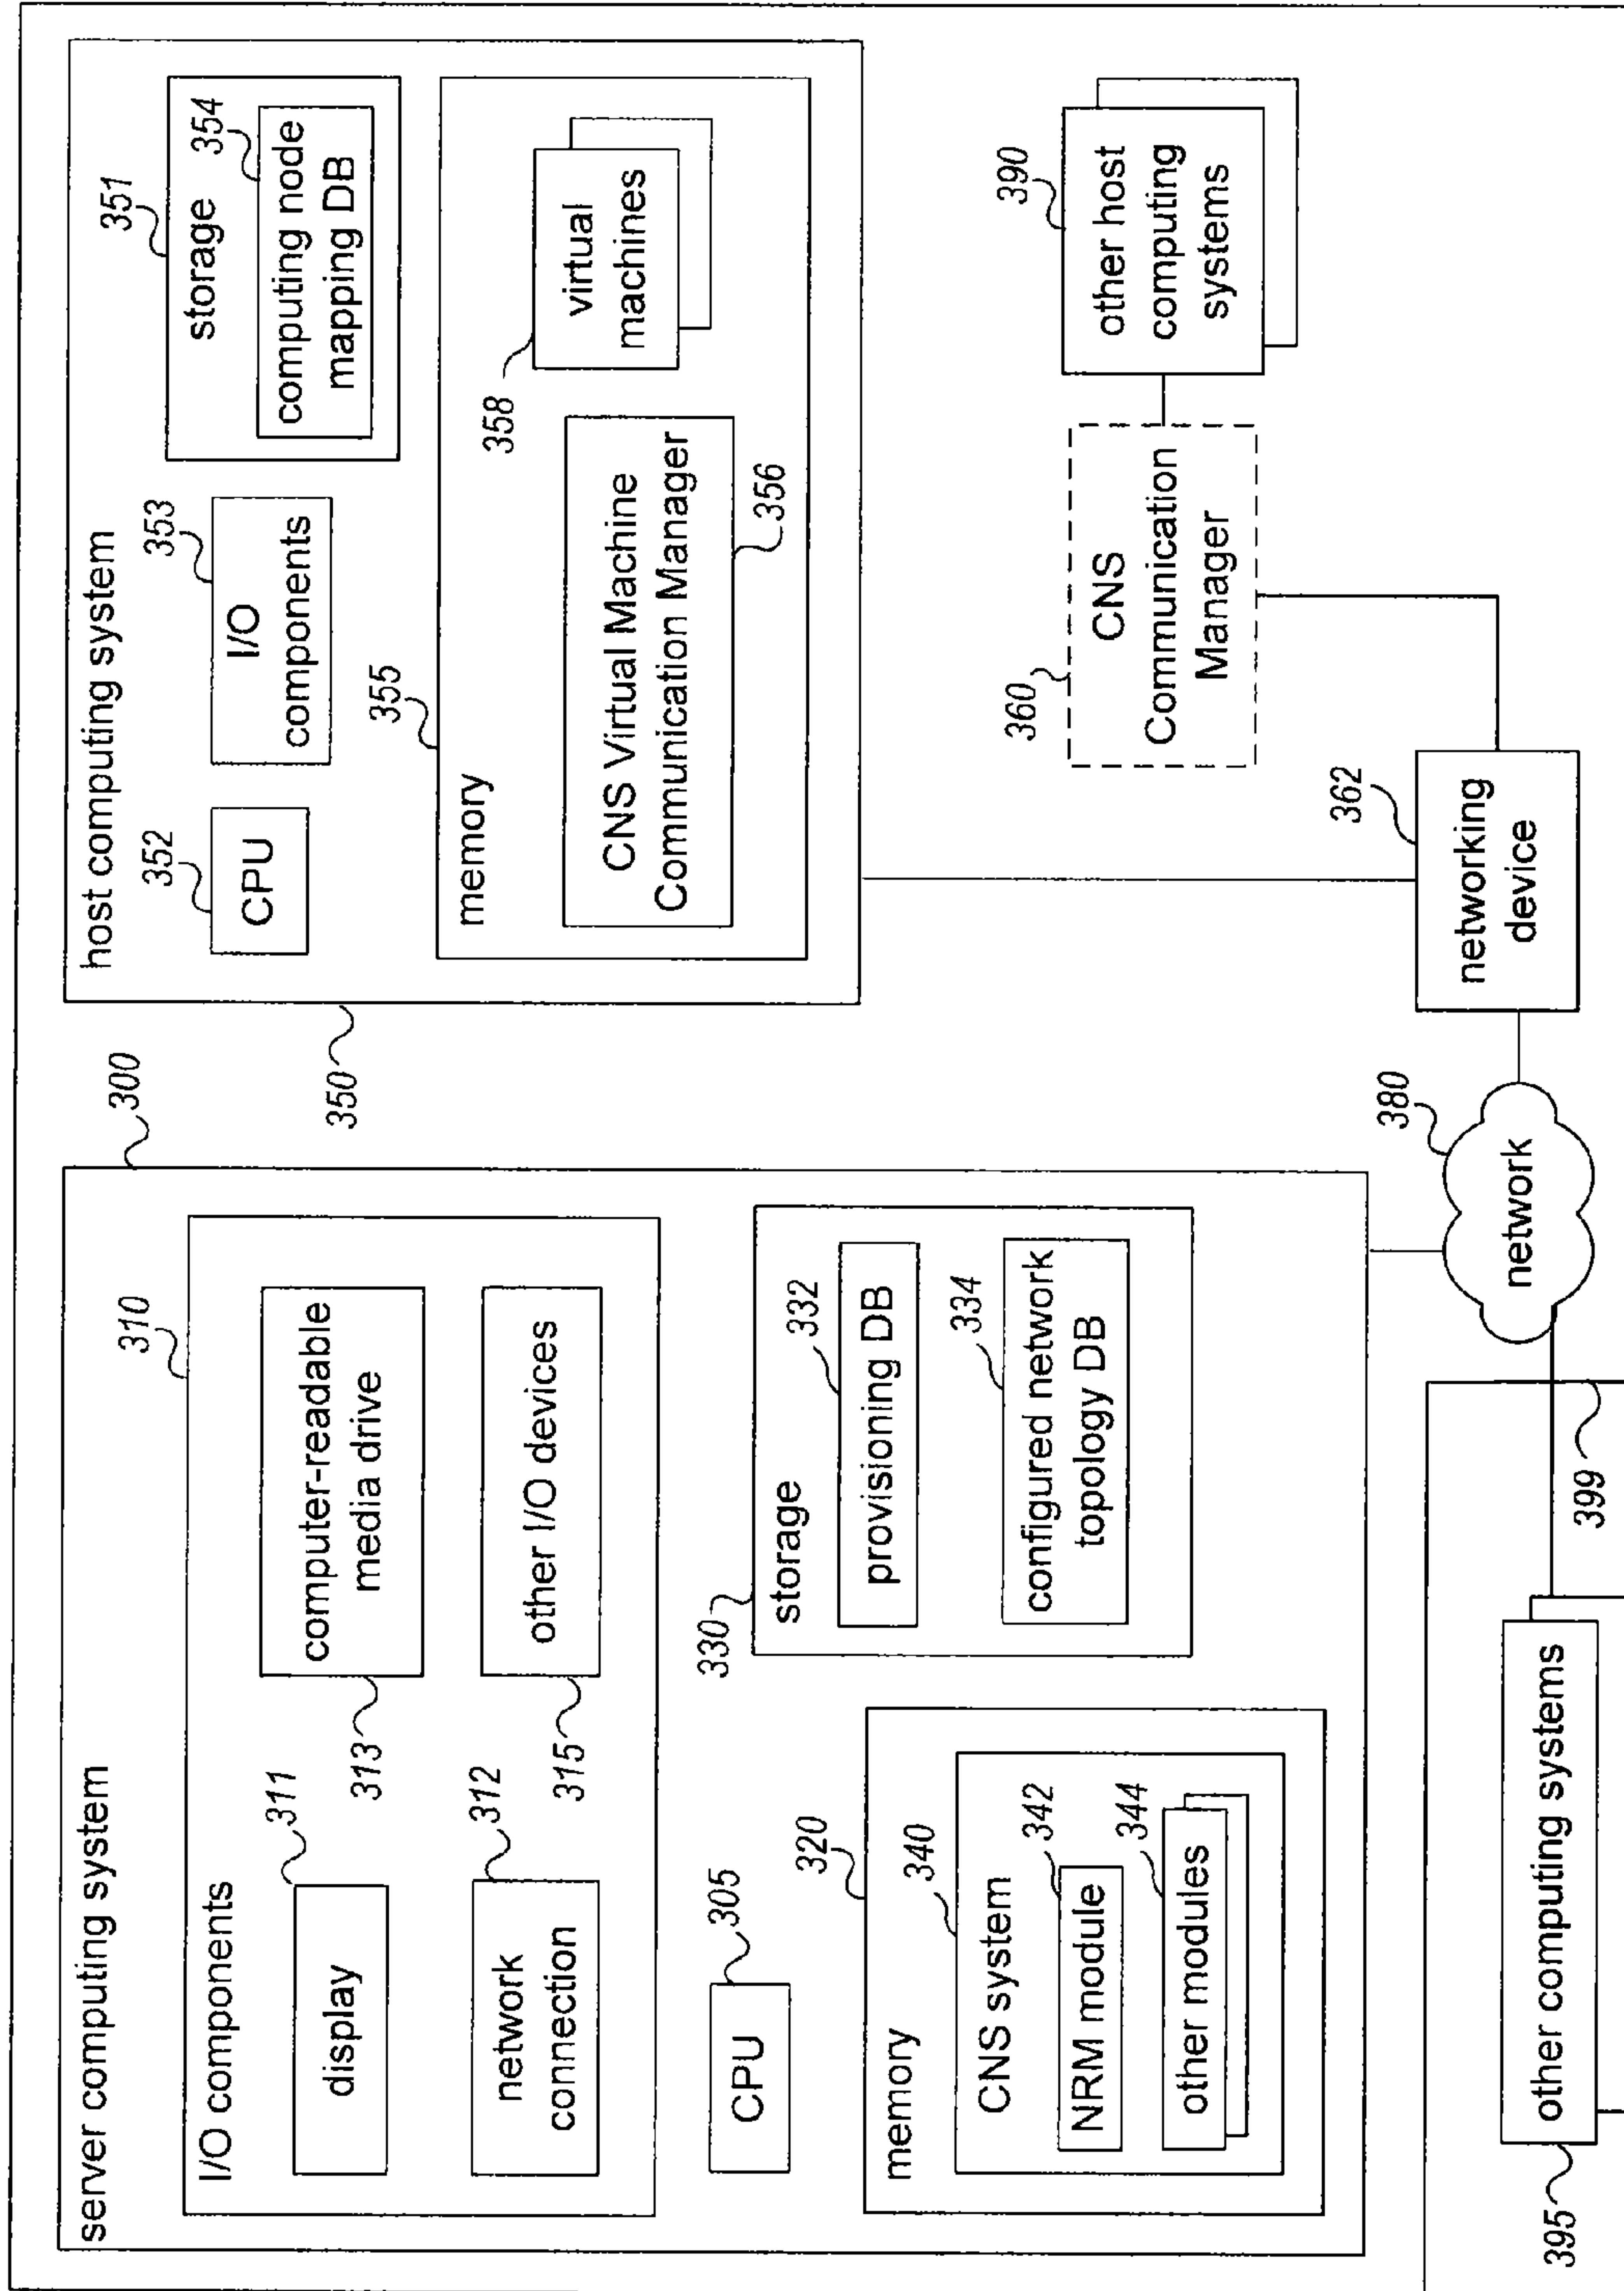 server computing system
300
I/O components
310
display
311
computer-readable
media drive
313
network
connection
312
other I/O devices
315
CPU
305
memory
320
CNS system
340
NRM module
342
other modules
344
storage
330
provisioning DB
332
configured network
topology DB
334
host computing system
350
CPU
352
I/O
components
353
storage
351
computing node
mapping DB
354
memory
355
CNS Virtual Machine
Communication Manager
356
virtual
machines
358
CNS
Communication
Manager
360
other host
computing
systems
390
networking
device
362
network
380
other computing systems
395
399